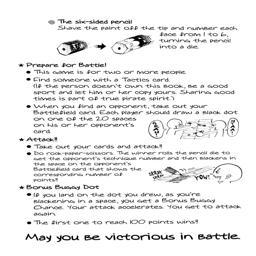 The six-sided pencil
Shave the paint off the tip and number each
face from 1 to 6,
turning the pencil
into a die.
★ Prepare for Battle!
• This game is for two or more people
• Find someone with a Tactics card.
(If the person doesn't own this book, be a good
sport and let him or her copy yours. Sharing good
times is part of true pirate spirit.)
• When you find an opponent, take out your
Battlefield card. Each player should draw a black dot
on one of the 20 spaces
on his or her opponent's
card.
★ Attack!!
• Take out your cards and attack!!
• Do rock-paper-scissors. The winner rolls the pencil die to
get the opponent's technique number and then blackens in
the space on the opponent's
Battlefield card that shows the
corresponding number of
points!!
★ Bonus Buggy Dot
• If you land on the dot you drew, as you're
blackening in a space, you get a Bonus Buggy
Change. Your attack accelerates. You get to attack
again.
• The first one to reach 100 points wins!!
May you be victorious in battle.